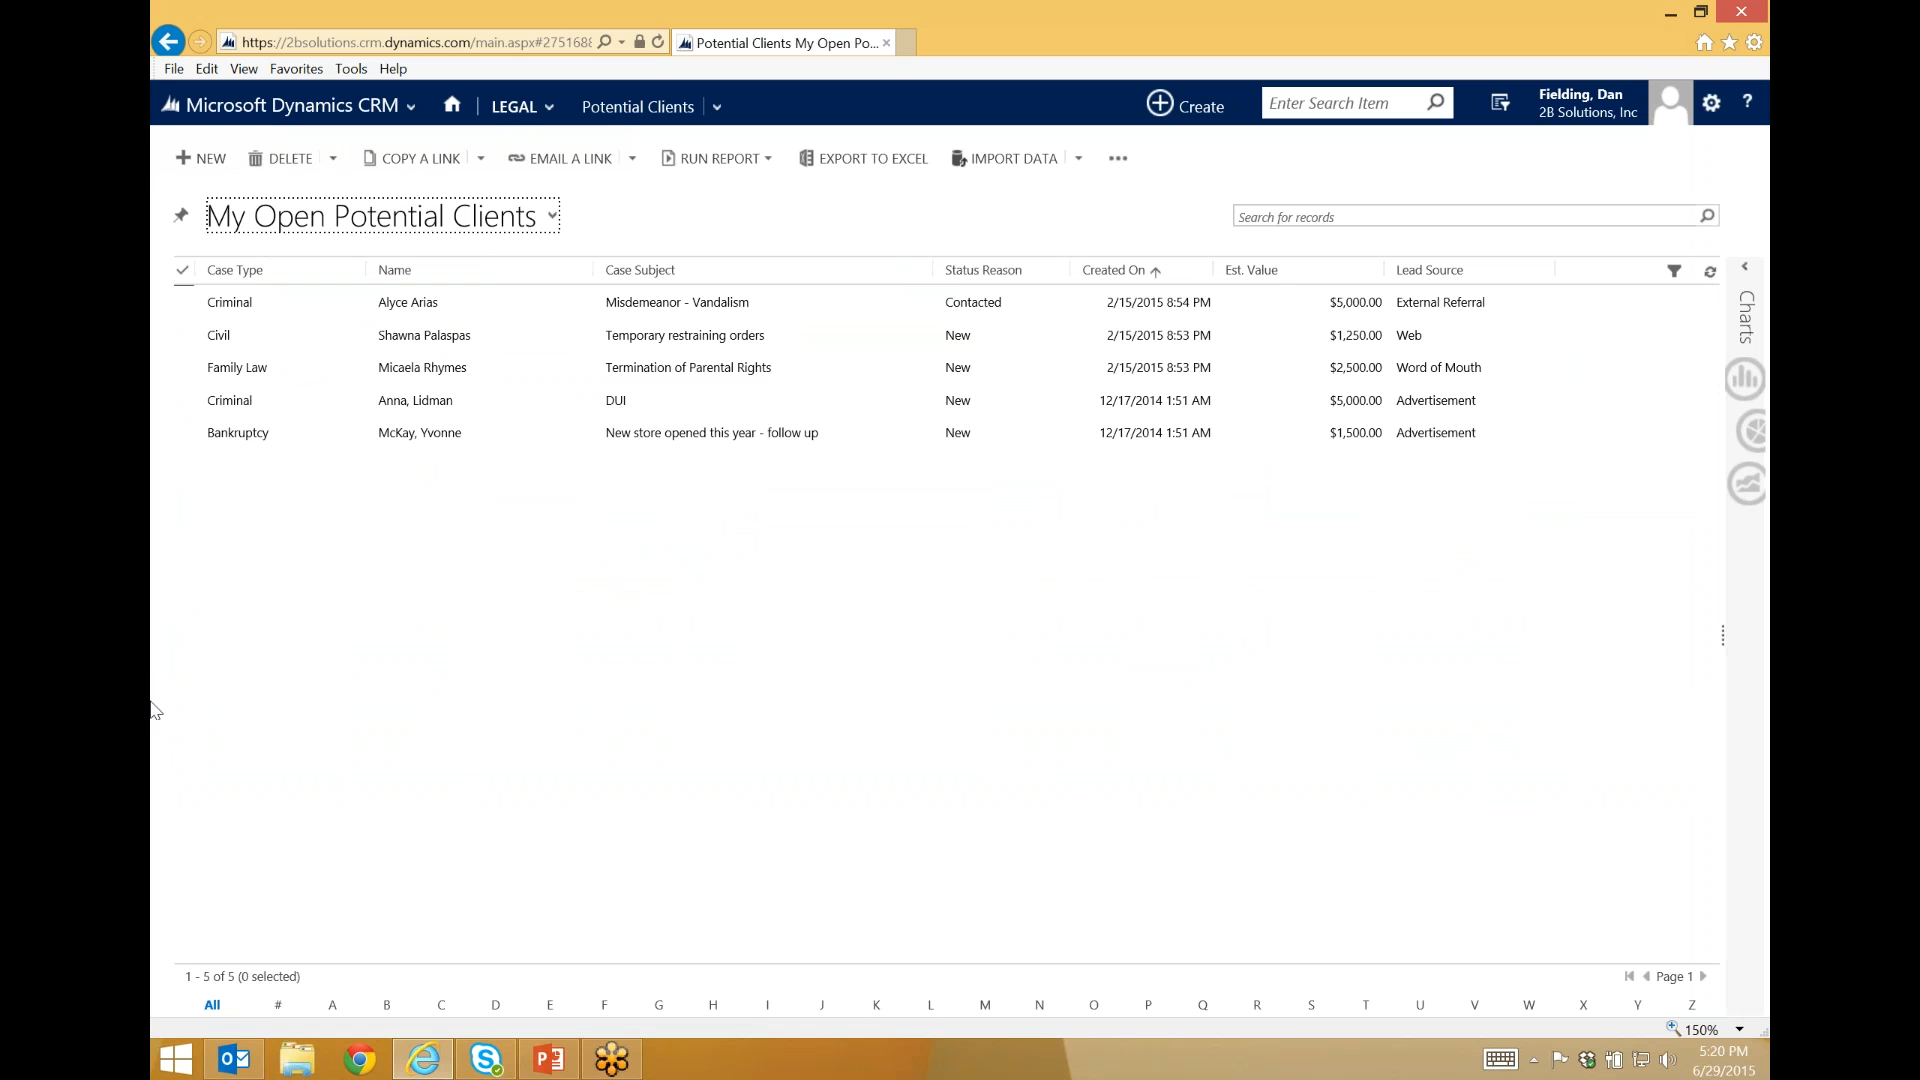 https://2bsolutions.crm.dynamics.com/main.aspx#275168
Potential Clients My Open Po...
File Edit View Favorites Tools Help
Microsoft Dynamics CRM LEGAL Potential Clients Create Enter Search Item Fielding, Dan
2B Solutions, Inc ?
NEW DELETE COPY A LINK EMAIL A LINK RUN REPORT EXPORT TO EXCEL IMPORT DATA
My Open Potential Clients Search for records
Case Type Name Case Subject Status Reason Created On Est. Value Lead Source
Criminal Alyce Arias Misdemeanor - Vandalism Contacted 2/15/2015 8:54 PM $5,000.00 External Referral
Civil Shawna Palaspas Temporary restraining orders New 2/15/2015 8:53 PM $1,250.00 Web
Family Law Micaela Rhymes Termination of Parental Rights New 2/15/2015 8:53 PM $2,500.00 Word of Mouth
Criminal Anna, Lidman DUI New 12/17/2014 1:51 AM $5,000.00 Advertisement
Bankruptcy McKay, Yvonne New store opened this year - follow up New 12/17/2014 1:51 AM $1,500.00 Advertisement
Charts
1 - 5 of 5 (0 selected) Page 1
All # A B C D E F G H I J K L M N O P Q R S T U V W X Y Z
150%
5:20 PM
6/29/2015